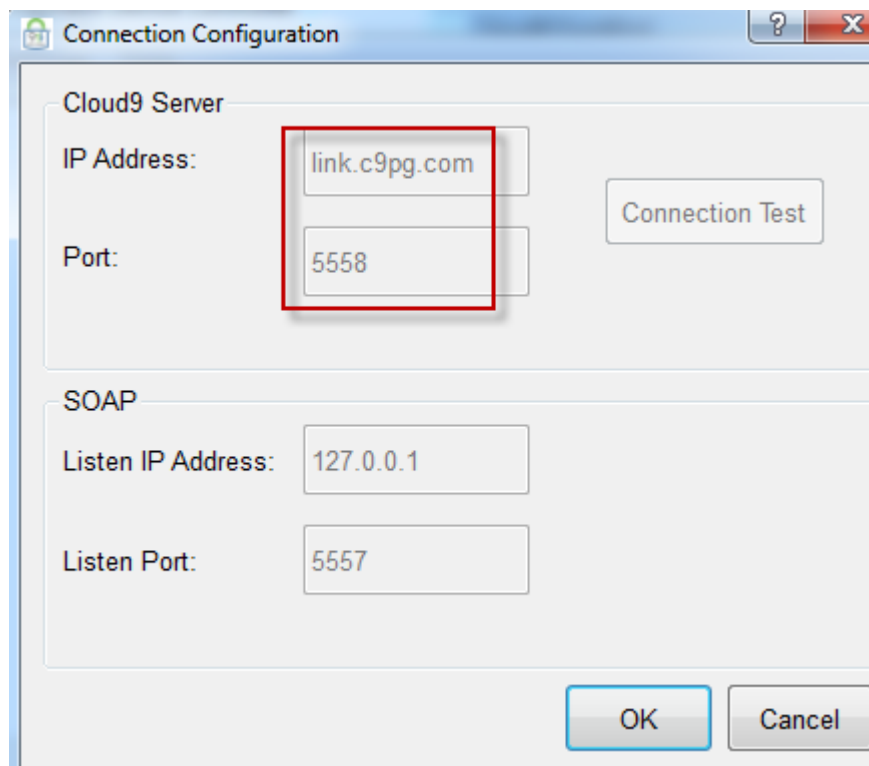 Connection Configuration
?
X
Cloud9 Server
IP Address:
link.c9pg.com
Connection Test
Port:
5558
SOAP
Listen IP Address:
127.0.0.1
Listen Port:
5557
OK
Cancel